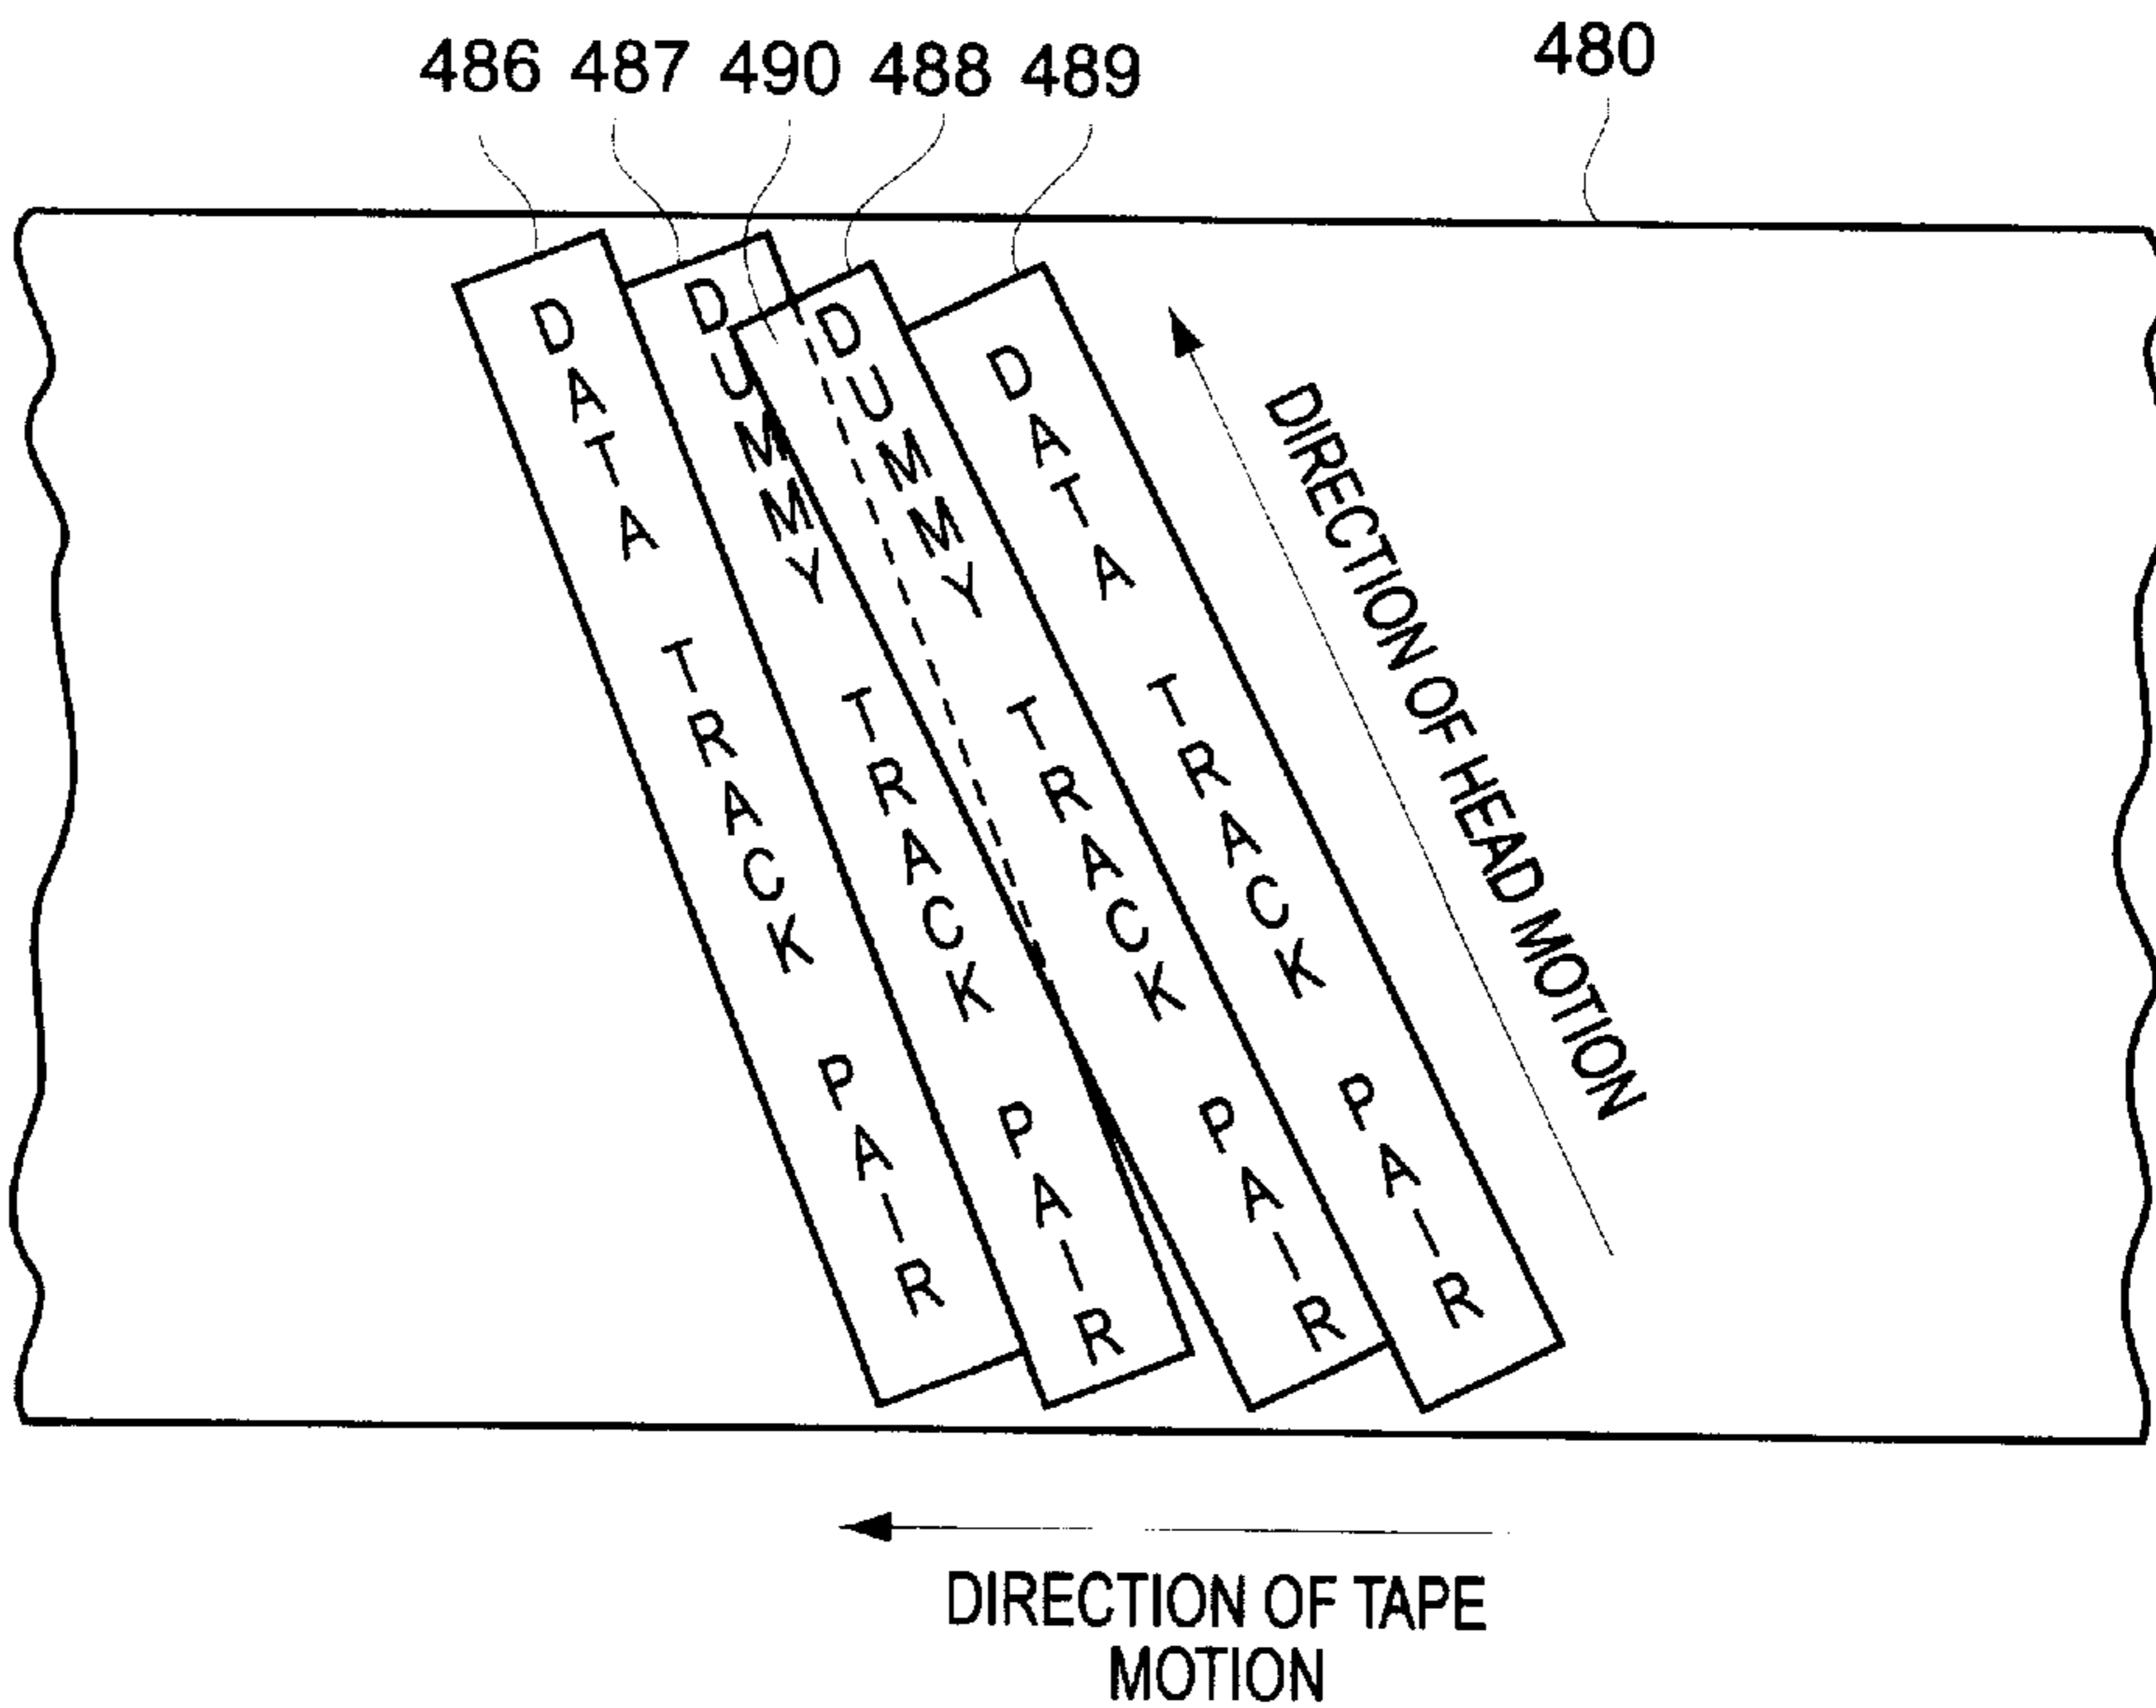 486 487 490 488 489 480
DATA TRACK PAIR
DUMMY TRACK PAIR
DUMMY TRACK PAIR
DATA TRACK PAIR
DIRECTION OF HEAD MOTION
DIRECTION OF TAPE
MOTION